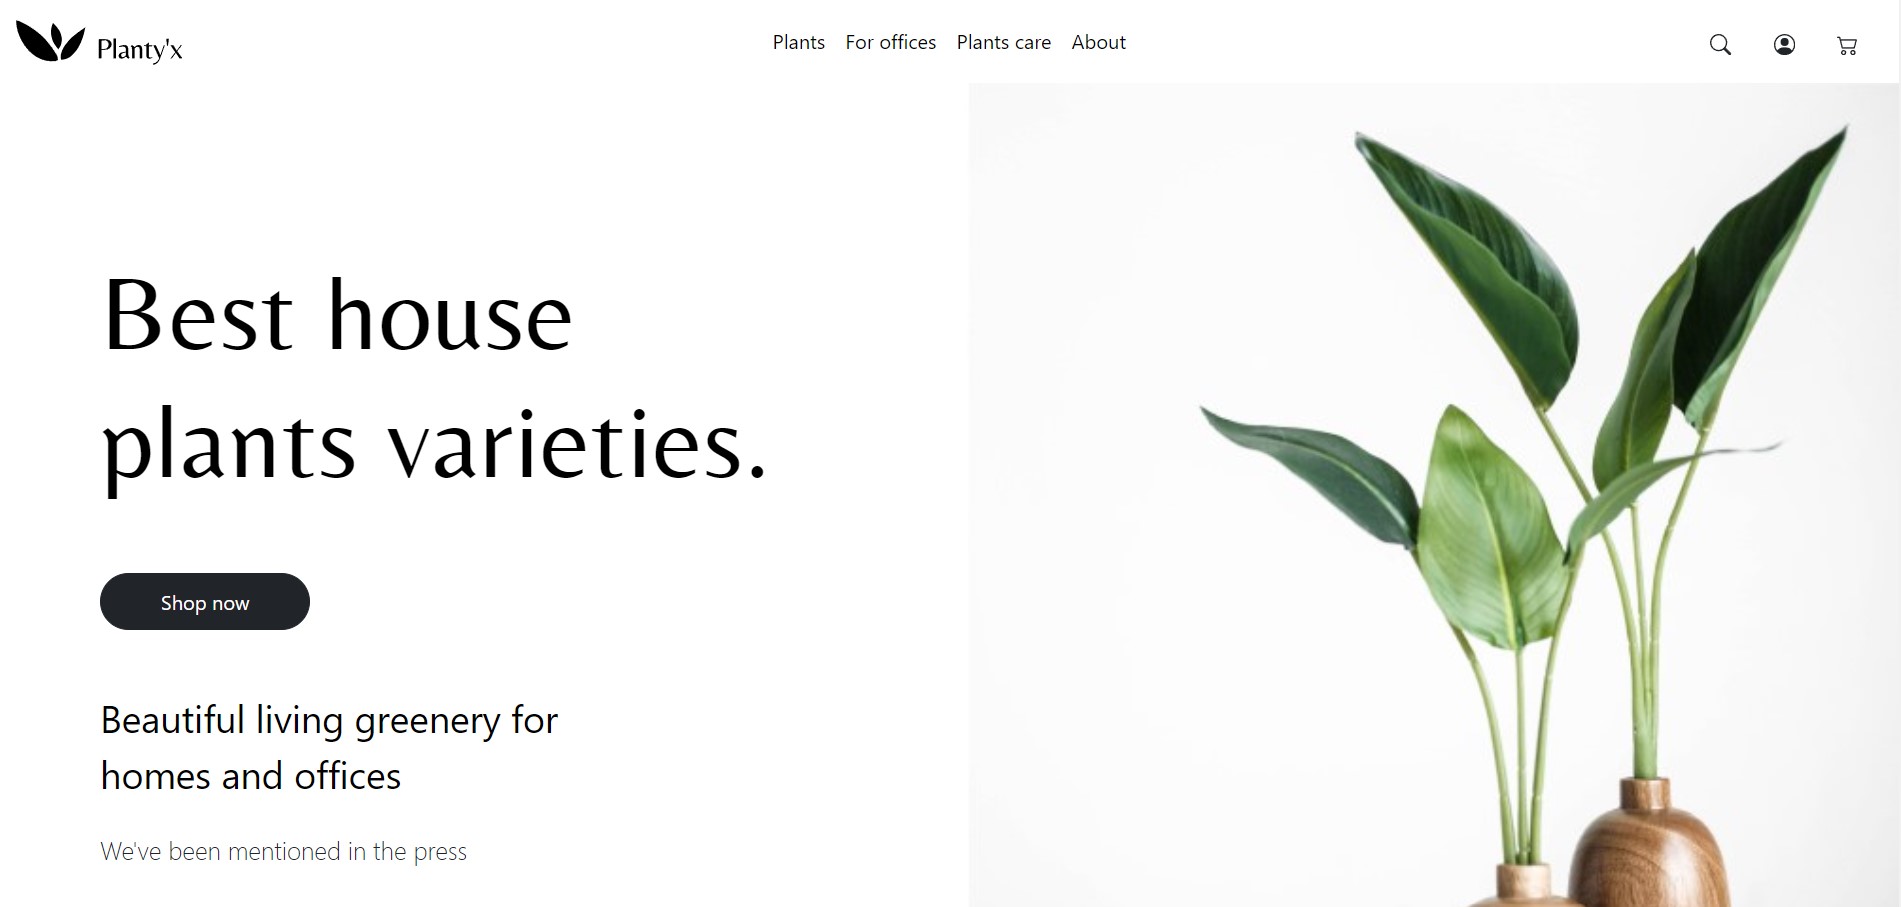 Planty'x
Plants For offices Plants care About
Best house
plants varieties.
Shop now
Beautiful living greenery for
homes and offices
We've been mentioned in the press